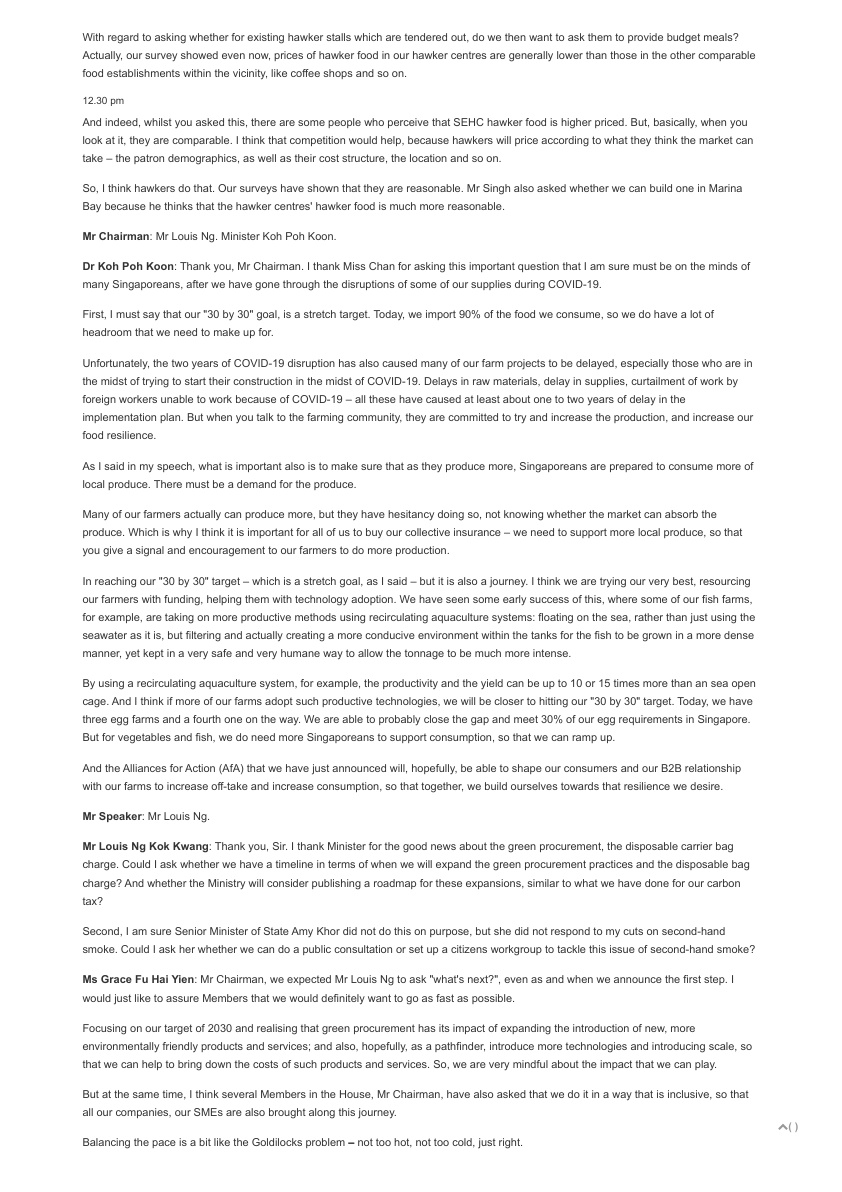 With regard to asking whether for existing hawker stalls which are tendered out, do we then want to ask them to provide budget meals?
Actually, our survey showed even now, prices of hawker food in our hawker centres are generally lower than those in the other comparable
food establishments within the vicinity, like coffee shops and so on.
12.30 pm
And indeed, whilst you asked this, there are some people who perceive that SEHC hawker food is higher priced. But, basically, when you
look at it, they are comparable. I think that competition would help, because hawkers will price according to what they think the market can
take – the patron demographics, as well as their cost structure, the location and so on.
So, I think hawkers do that. Our surveys have shown that they are reasonable. Mr Singh also asked whether we can build one in Marina
Bay because he thinks that the hawker centres' hawker food is much more reasonable.
Mr Chairman: Mr Louis Ng. Minister Koh Poh Koon.
Dr Koh Poh Koon: Thank you, Mr Chairman. I thank Miss Chan for asking this important question that I am sure must be on the minds of
many Singaporeans, after we have gone through the disruptions of some of our supplies during COVID-19.
First, I must say that our "30 by 30" goal, is a stretch target. Today, we import 90% of the food we consume, so we do have a lot of
headroom that we need to make up for.
Unfortunately, the two years of COVID-19 disruption has also caused many of our farm projects to be delayed, especially those who are in
the midst of trying to start their construction in the midst of COVID-19. Delays in raw materials, delay in supplies, curtailment of work by
foreign workers unable to work because of COVID-19 – all these have caused at least about one to two years of delay in the
implementation plan. But when you talk to the farming community, they are committed to try and increase the production, and increase our
food resilience.
As I said in my speech, what is important also is to make sure that as they produce more, Singaporeans are prepared to consume more of
local produce. There must be a demand for the produce.
Many of our farmers actually can produce more, but they have hesitancy doing so, not knowing whether the market can absorb the
produce. Which is why I think it is important for all of us to buy our collective insurance – we need to support more local produce, so that
you give a signal and encouragement to our farmers to do more production.
In reaching our "30 by 30" target – which is a stretch goal, as I said – but it is also a journey. I think we are trying our very best, resourcing
our farmers with funding, helping them with technology adoption. We have seen some early success of this, where some of our fish farms,
for example, are taking on more productive methods using recirculating aquaculture systems: floating on the sea, rather than just using the
seawater as it is, but filtering and actually creating a more conducive environment within the tanks for the fish to be grown in a more dense
manner, yet kept in a very safe and very humane way to allow the tonnage to be much more intense.
By using a recirculating aquaculture system, for example, the productivity and the yield can be up to 10 or 15 times more than an sea open
cage. And I think if more of our farms adopt such productive technologies, we will be closer to hitting our "30 by 30" target. Today, we have
three egg farms and a fourth one on the way. We are able to probably close the gap and meet 30% of our egg requirements in Singapore.
But for vegetables and fish, we do need more Singaporeans to support consumption, so that we can ramp up.
And the Alliances for Action (AfA) that we have just announced will, hopefully, be able to shape our consumers and our B2B relationship
with our farms to increase off-take and increase consumption, so that together, we build ourselves towards that resilience we desire.
Mr Speaker: Mr Louis Ng.
Mr Louis Ng Kok Kwang: Thank you, Sir. I thank Minister for the good news about the green procurement, the disposable carrier bag
charge. Could I ask whether we have a timeline in terms of when we will expand the green procurement practices and the disposable bag
charge? And whether the Ministry will consider publishing a roadmap for these expansions, similar to what we have done for our carbon
tax?
Second, I am sure Senior Minister of State Amy Khor did not do this on purpose, but she did not respond to my cuts on second-hand
smoke. Could I ask her whether we can do a public consultation or set up a citizens workgroup to tackle this issue of second-hand smoke?
Ms Grace Fu Hai Yien: Mr Chairman, we expected Mr Louis Ng to ask "what's next?", even as and when we announce the first step. I
would just like to assure Members that we would definitely want to go as fast as possible.
Focusing on our target of 2030 and realising that green procurement has its impact of expanding the introduction of new, more
environmentally friendly products and services; and also, hopefully, as a pathfinder, introduce more technologies and introducing scale, so
that we can help to bring down the costs of such products and services. So, we are very mindful about the impact that we can play.
But at the same time, I think several Members in the House, Mr Chairman, have also asked that we do it in a way that is inclusive, so that
all our companies, our SMEs are also brought along this journey.
Balancing the pace is a bit like the Goldilocks problem – not too hot, not too cold, just right.
( )